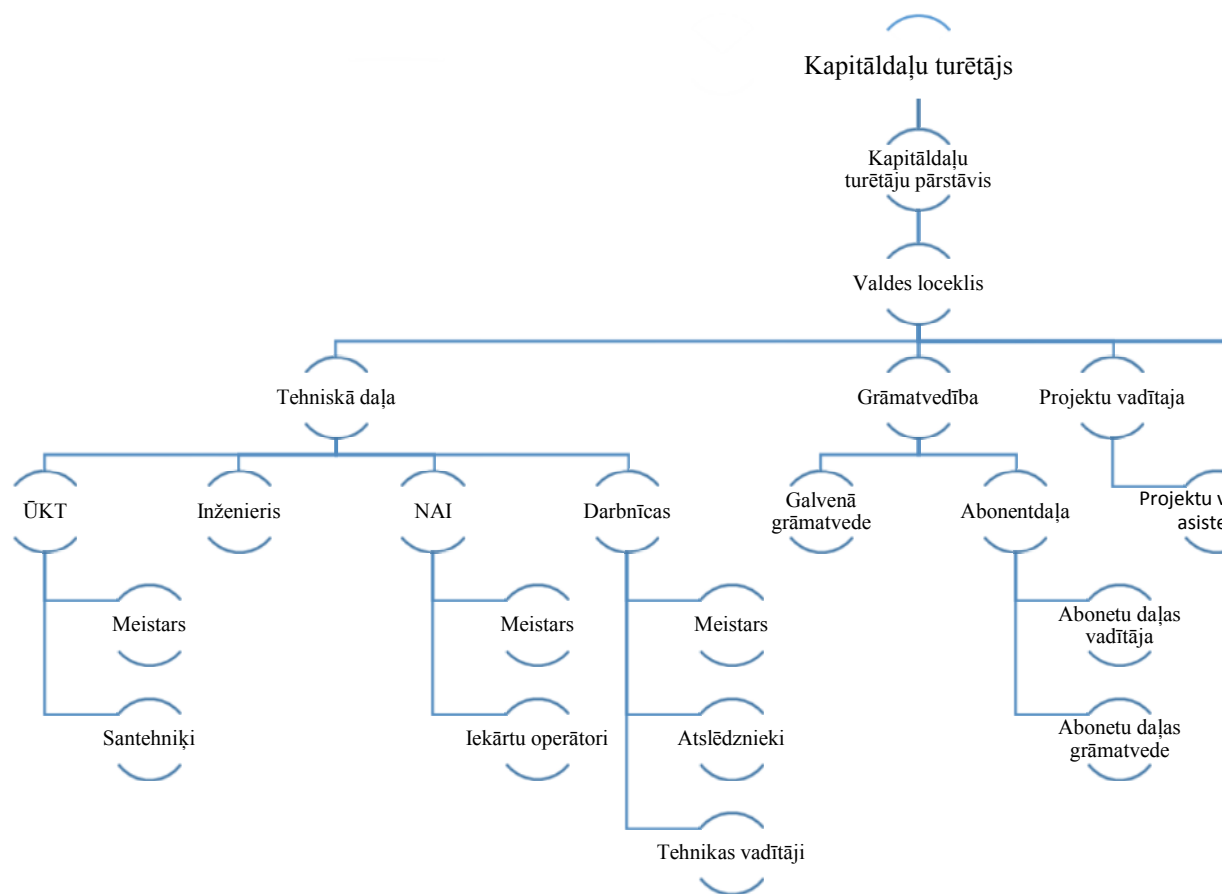 Kapitāldaļu turētājs
Kapitāldaļu
turētāju pārstāvis
Valdes loceklis
Tehniskā daļa
Grāmatvedība
Projektu vadītaja
ŪKT
Inženieris
NAI
Darbnīcas
Galvenā
grāmatvede
Abonentdaļa
Projektu
Meistars
Meistars
Meistars
Abonetu daļas
vadītāja
Santehniķi
Iekārtu operātori
Atslēdznieki
Abonetu daļas
grāmatvede
Tehnikas vadītāji